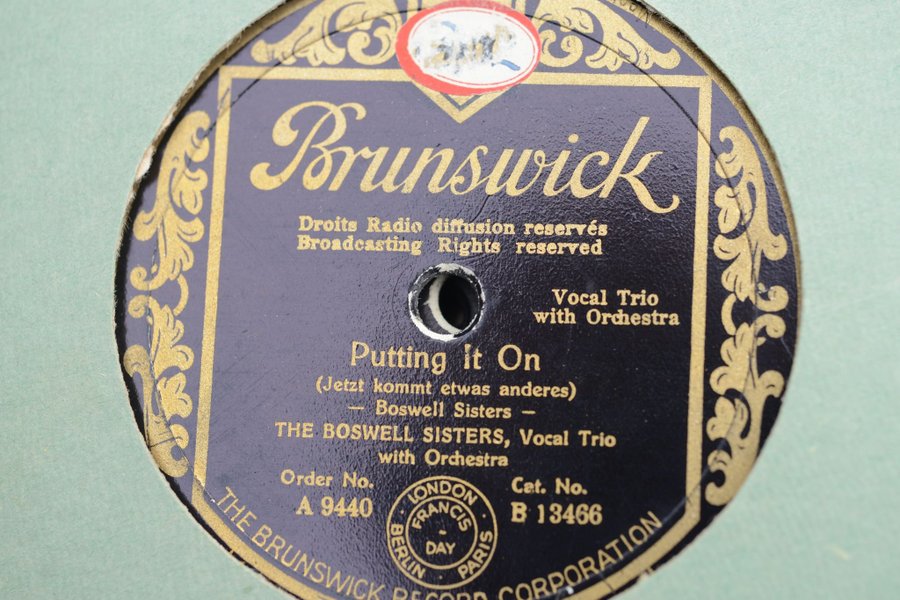 Brunswick
Droits Radio diffusion reservés
Broadcasting Rights reserved
Vocal Trio
with Orchestra
Putting It On
(Jetzt kommt etwas anderes)
— Boswell Sisters —
THE BOSWELL SISTERS, Vocal Trio
with Orchestra
Order No.
A 9440
Cat. No.
B 13466
LONDON
FRANCIS
- DAY
BERLIN
PARIS
THE BRUNSWICK RECORD CORPORATION